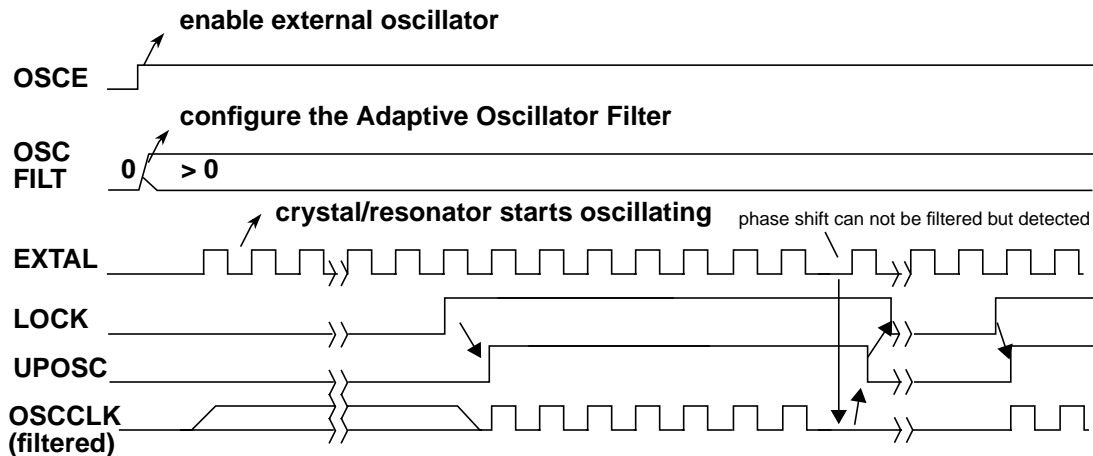 enable external oscillator
OSCE
configure the Adaptive Oscillator Filter
OSC
FILT
0
> 0
crystal/resonator starts oscillating
phase shift can not be filtered but detected
EXTAL
LOCK
UPOSC
OSCCLK
(filtered)